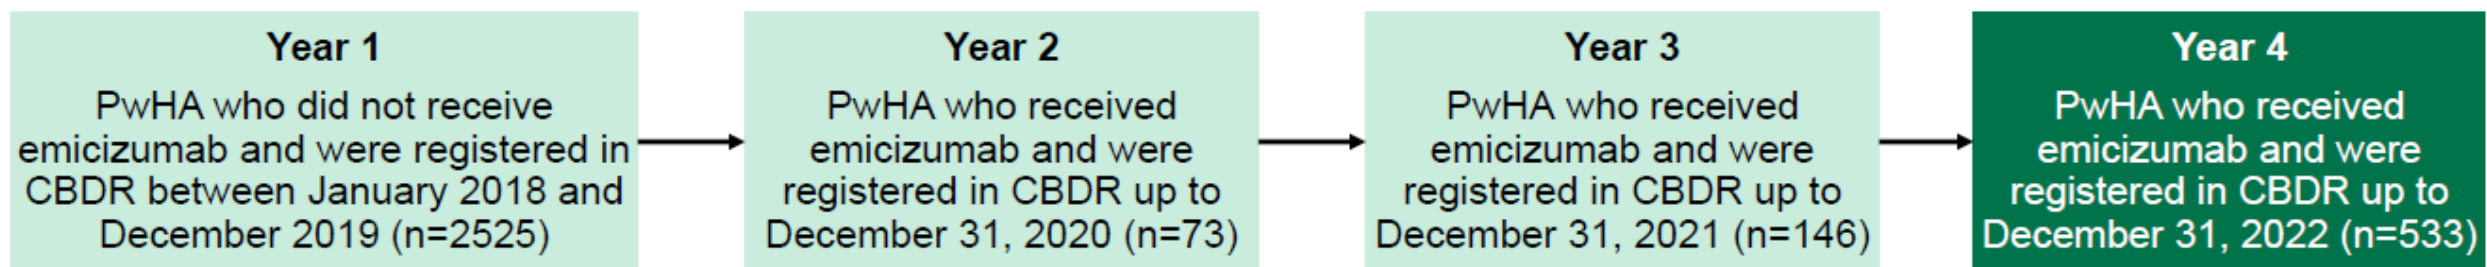 Year 1
PwHA who did not receive
emicizumab and were registered in
CBDR between January 2018 and
December 2019 (n=2525)
Year 2
PwHA who received
emicizumab and were
registered in CBDR up to
December 31, 2020 (n=73)
Year 3
PwHA who received
emicizumab and were
registered in CBDR up to
December 31, 2021 (n=146)
Year 4
PwHA who received
emicizumab and were
registered in CBDR up to
December 31, 2022 (n=533)